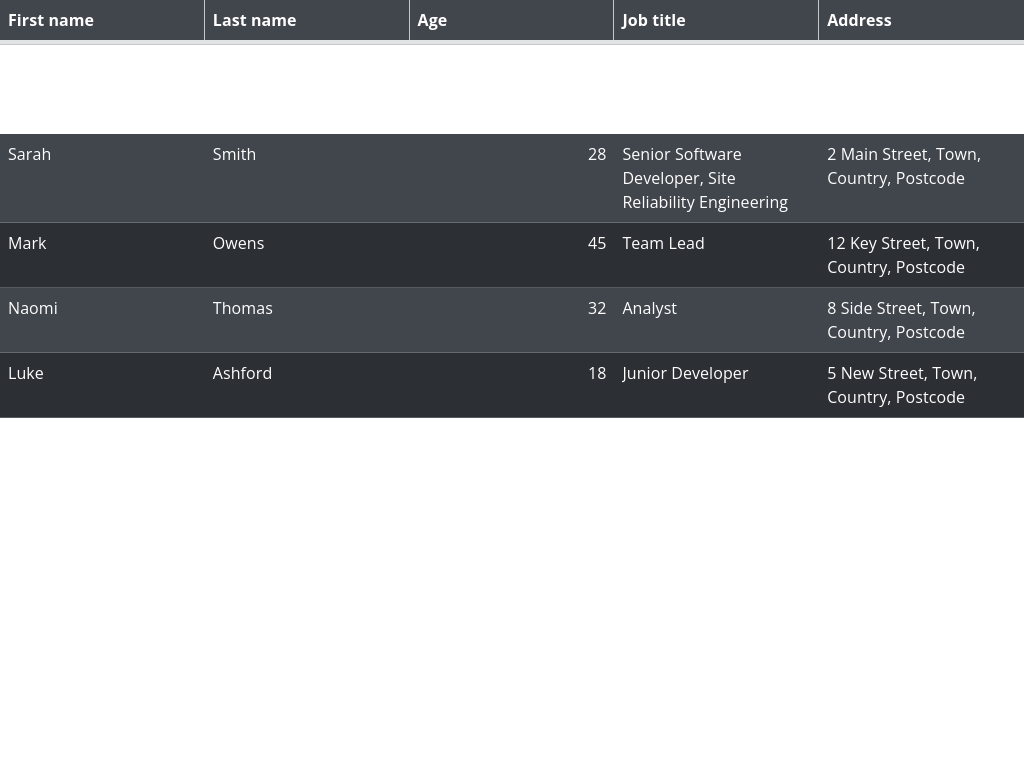 First name Last name Age Job title Address
Sarah Smith 28 Senior Software 2 Main Street, Town,
Developer, Site Country, Postcode
Reliability Engineering
Mark Owens 45 Team Lead 12 Key Street, Town,
Country, Postcode
Naomi Thomas 32 Analyst 8 Side Street, Town,
Country, Postcode
Luke Ashford 18 Junior Developer 5 New Street, Town,
Country, Postcode